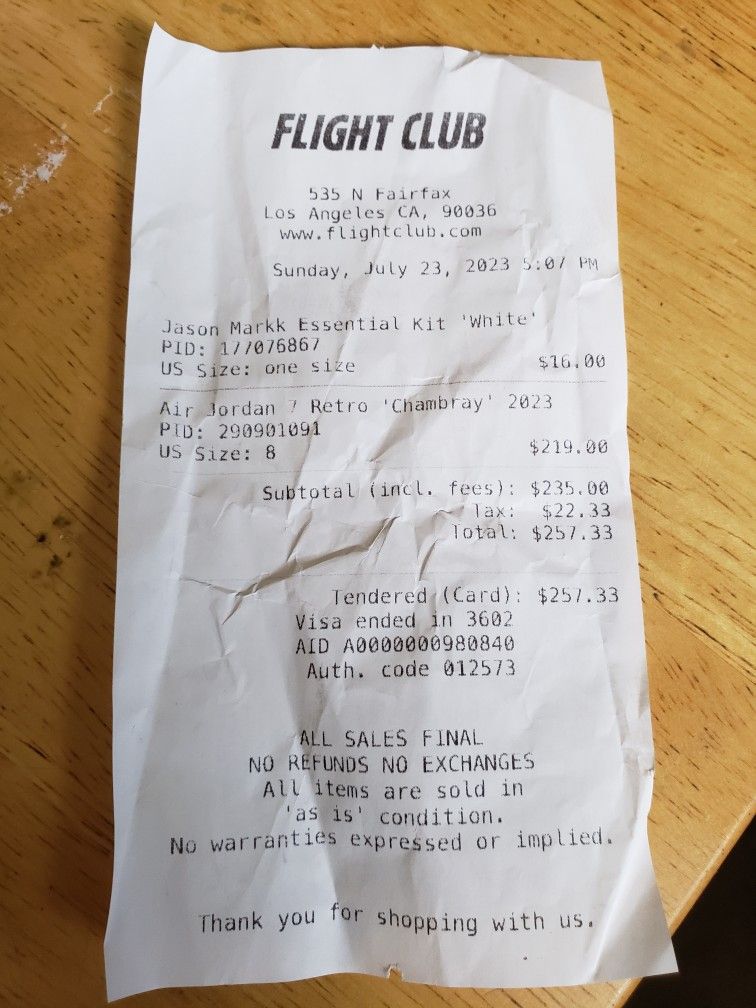 FLIGHT CLUB
535 N Fairfax
Los Angeles CA, 90036
www.flightclub.com
Sunday, July 23, 2023 5:07 PM
Jason Markk Essential Kit 'White'
PID: 177076867
US Size: one size $16.00
Air Jordan 7 Retro 'Chambray' 2023
PID: 290901091
US Size: 8 $219.00
Subtotal (incl. fees): $235.00
Tax: $22.33
Total: $257.33
Tendered (Card): $257.33
Visa ended in 3602
AID A0000000980840
Auth. code 012573
ALL SALES FINAL
NO REFUNDS NO EXCHANGES
All items are sold in
'as is' condition.
No warranties expressed or implied.
Thank you for shopping with us.